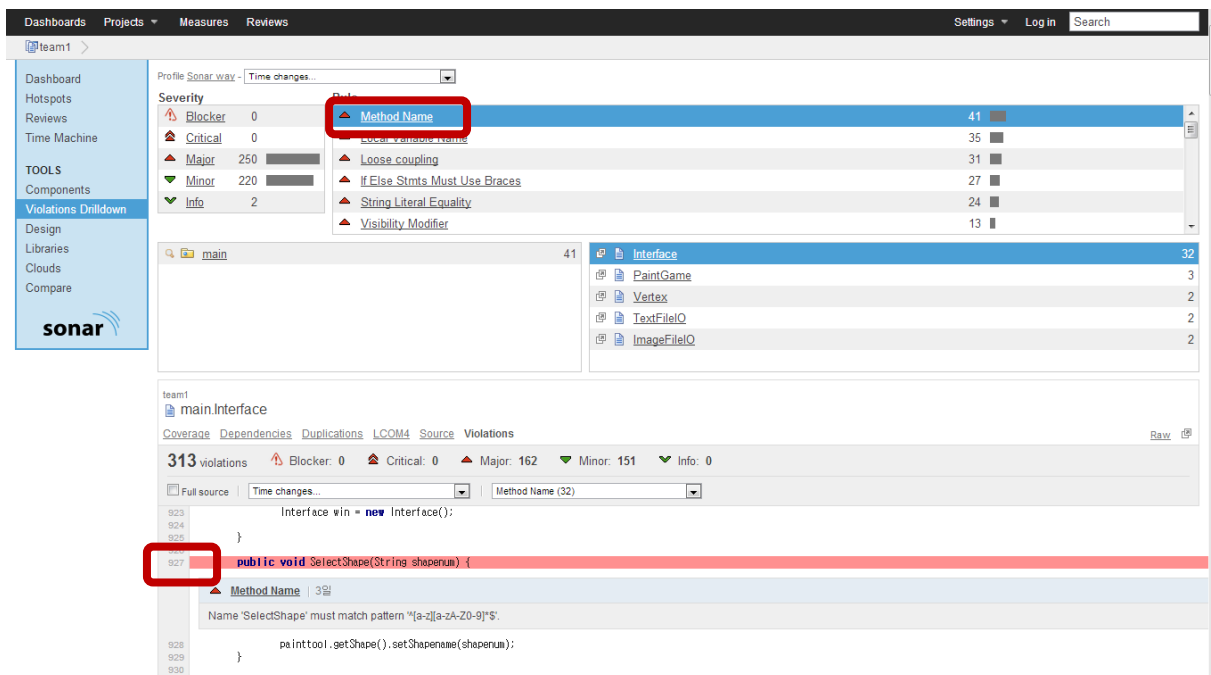 Dashboards Projects Measures Reviews Settings Log in Search
team1
Dashboard
Hotspots
Reviews
Time Machine
TOOLS
Components
Violations Drilldown
Design
Libraries
Clouds
Compare
sonar
Profile Sonar way - Time changes...
Severity Rule
Blocker 0
Critical 0
Major 250
Minor 220
Info 2
Method Name 41
Local Variable Name 35
Loose coupling 31
If Else Stmts Must Use Braces 27
String Literal Equality 24
Visibility Modifier 13
main 41
Interface 32
PaintGame 3
Vertex 2
TextFileIO 2
ImageFileIO 2
team1
main.Interface
Coverage Dependencies Duplications LCOM4 Source Violations Raw
313 violations Blocker: 0 Critical: 0 Major: 162 Minor: 151 Info: 0
Full source Time changes... Method Name (32)
923 Interface win = new Interface();
924
925 }
926
927 public void SelectShape(String shapenum) {
Method Name 3일
Name 'SelectShape' must match pattern '^[a-z][a-zA-Z0-9]*$'.
928 painttool.getShape().setShapename(shapenum);
929 }
930